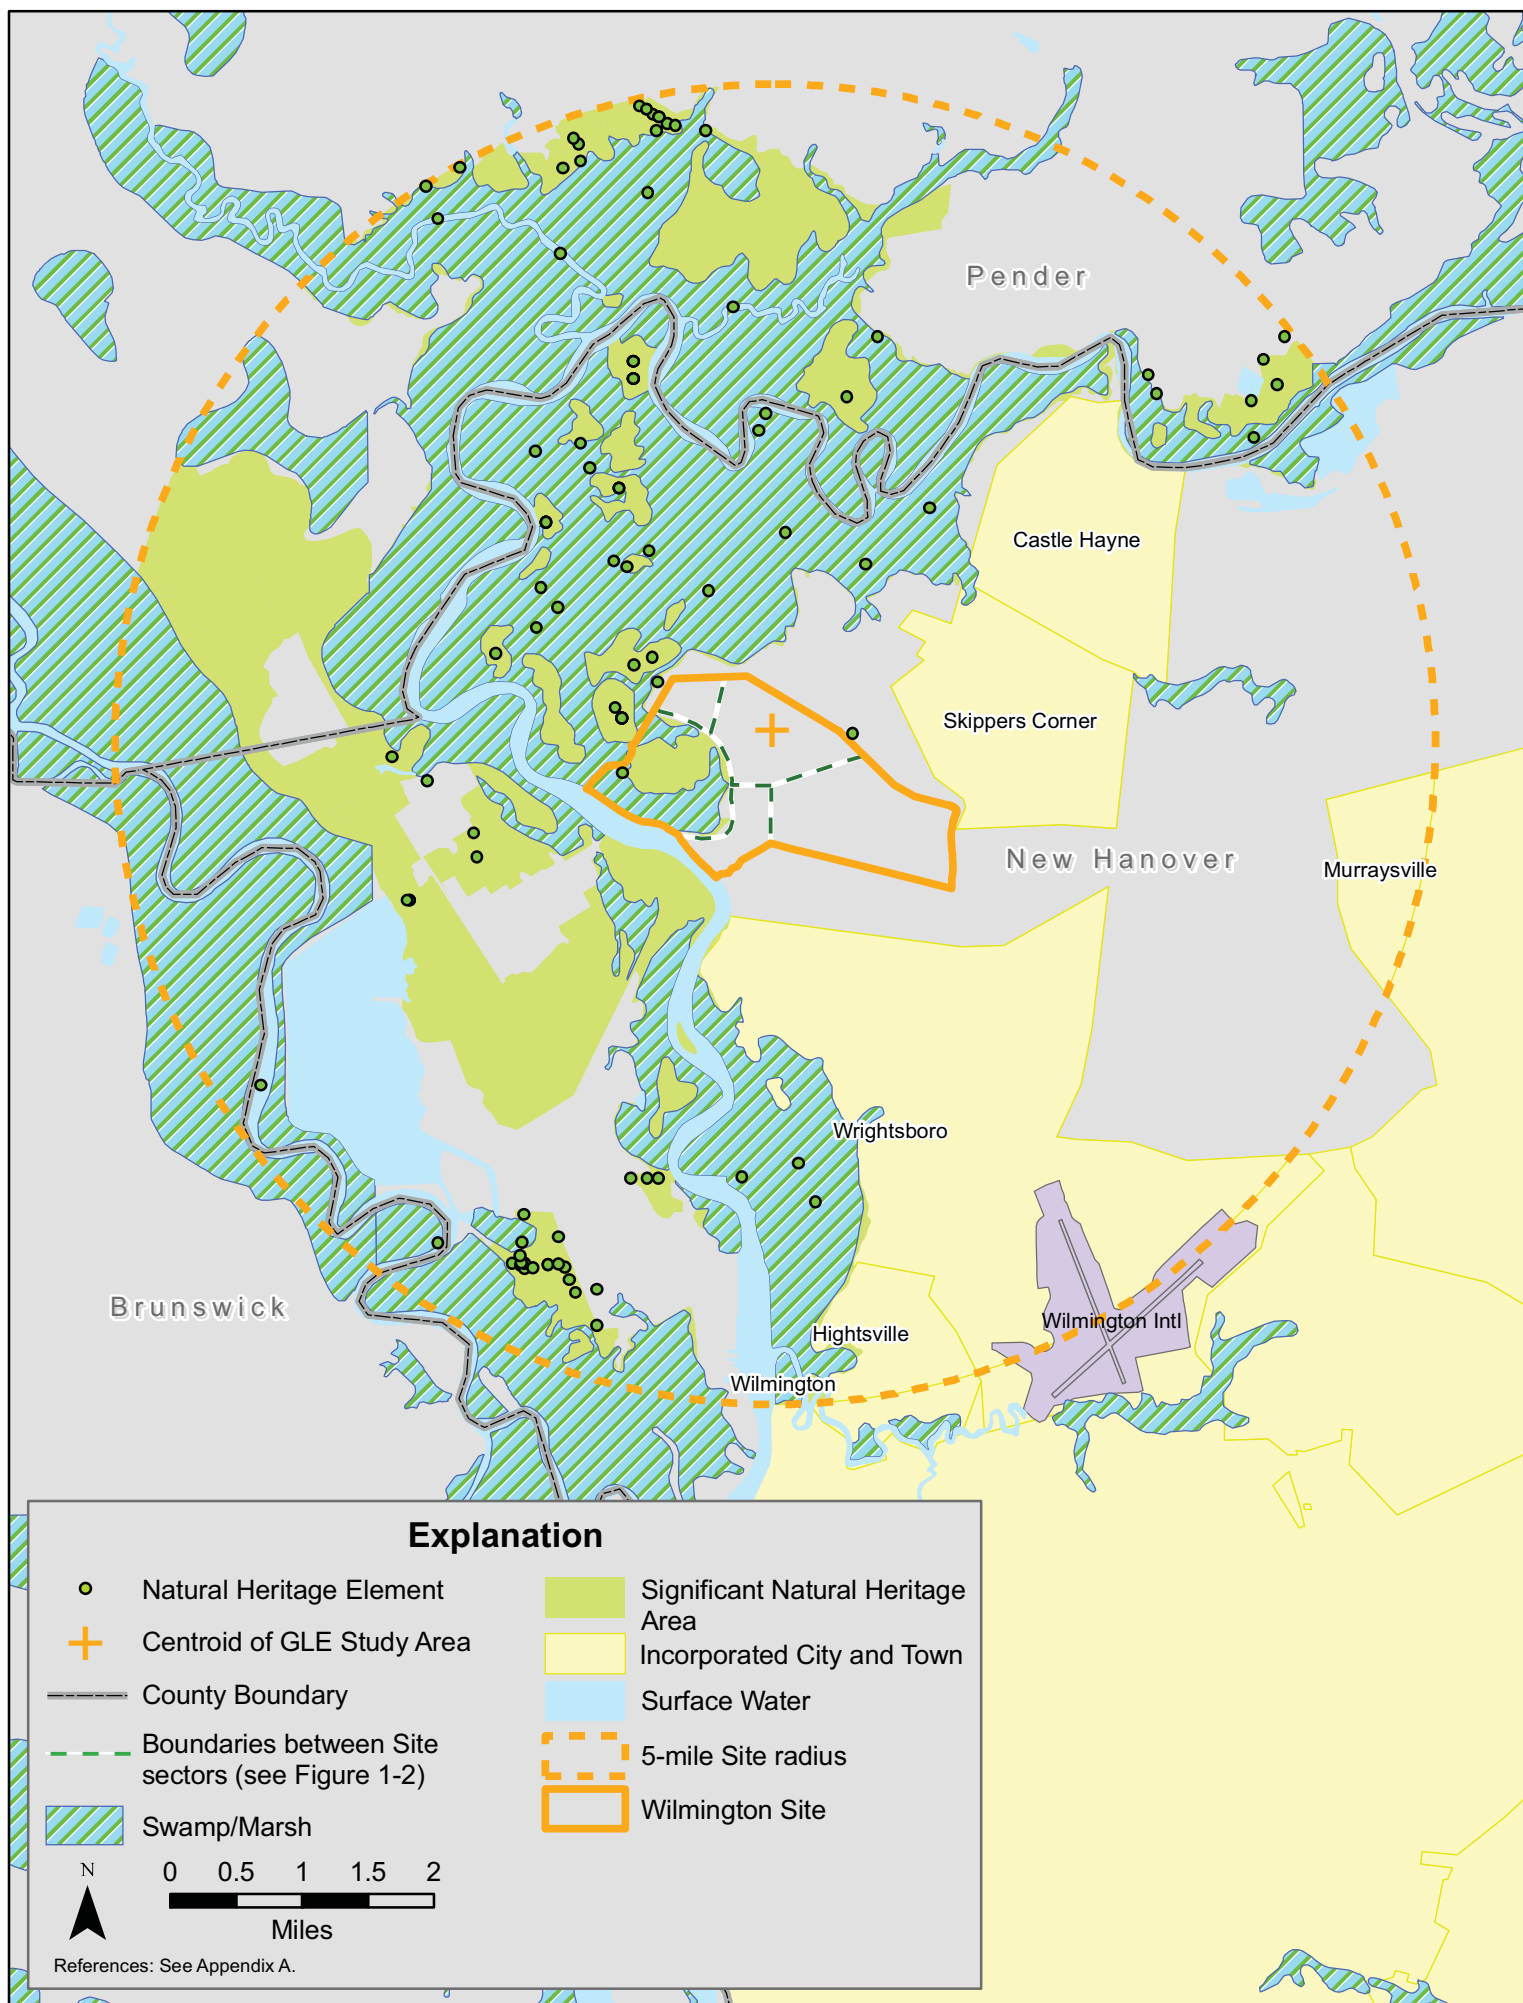 Pender
Castle Hayne
Skippers Corner
New Hanover
Murraysville
Wrightsboro
Brunswick
Wilmington Intl
Hightsville
Wilmington
Explanation
Natural Heritage Element
Centroid of GLE Study Area
County Boundary
Boundaries between Site
sectors (see Figure 1-2)
Swamp/Marsh
Significant Natural Heritage
Area
Incorporated City and Town
Surface Water
5-mile Site radius
Wilmington Site
N
0 0.5 1 1.5 2
Miles
References: See Appendix A.